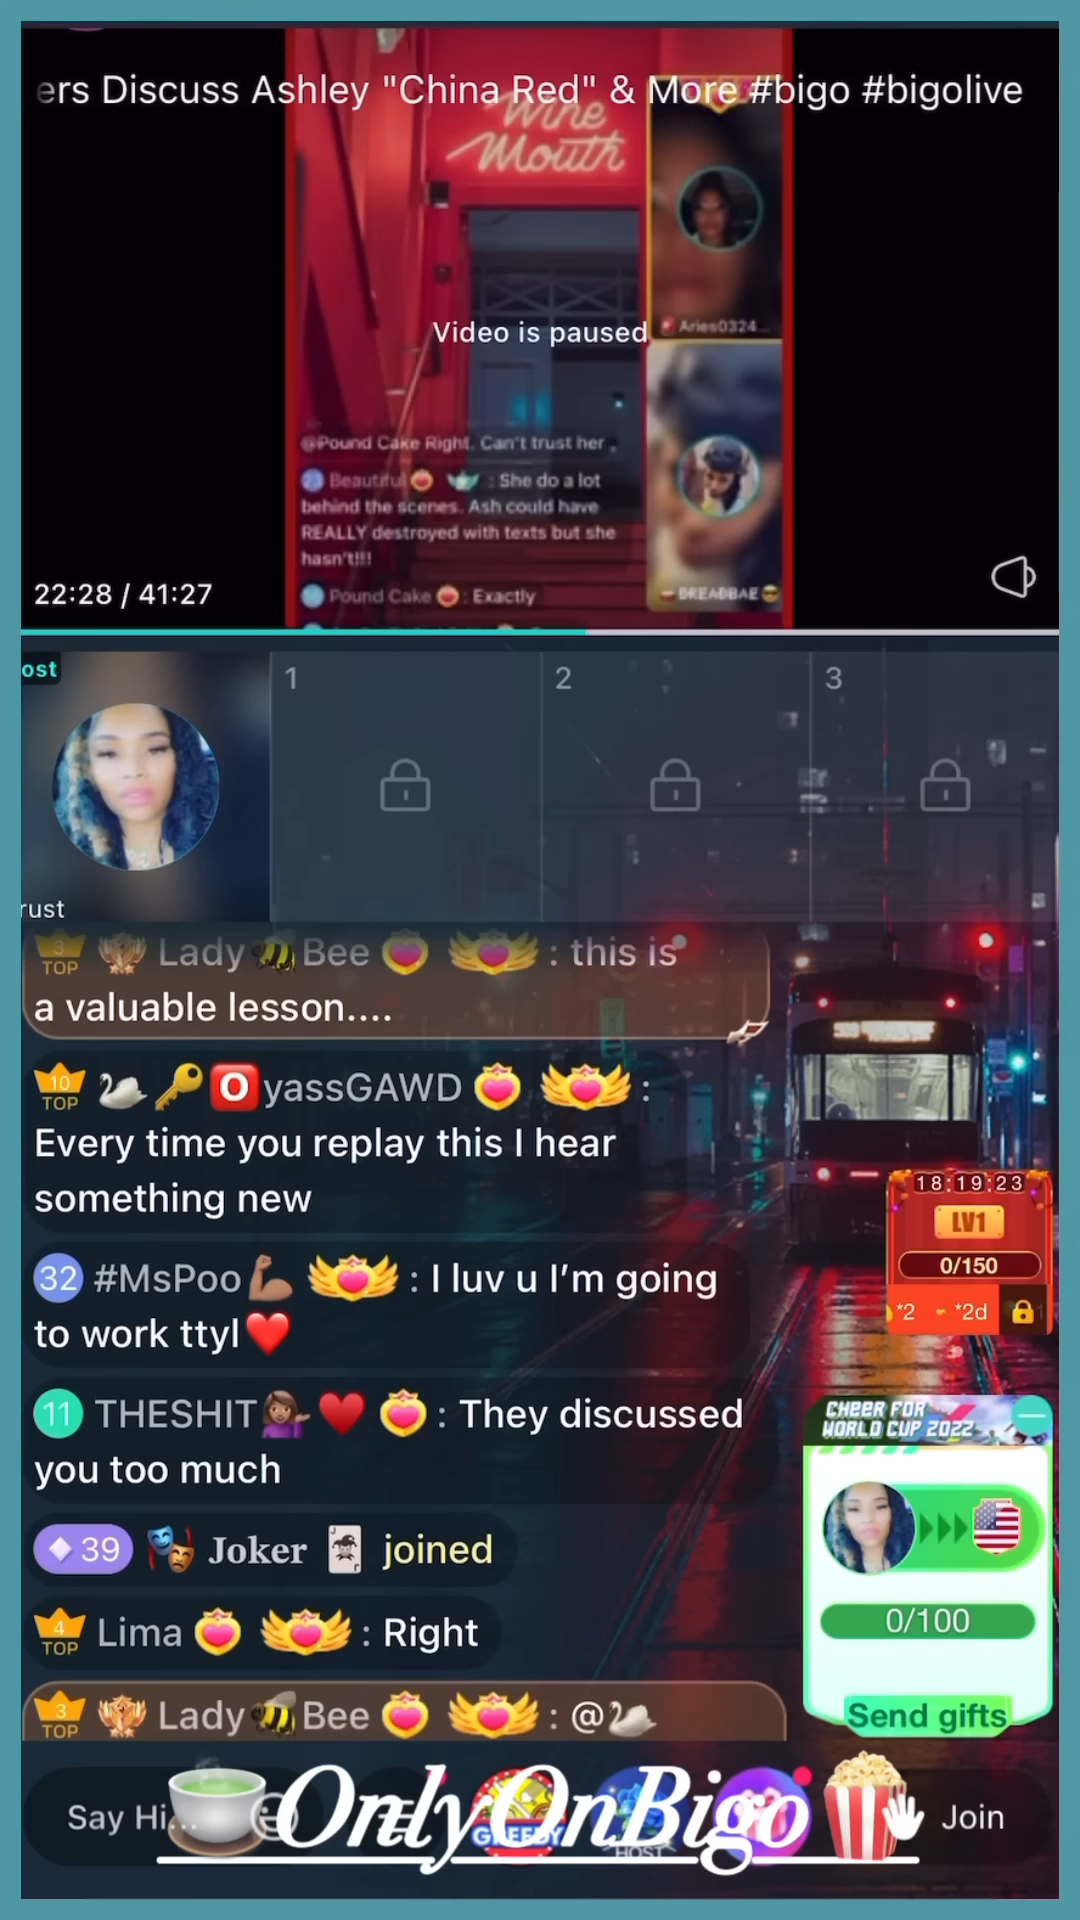 ers Discuss Ashley "China Red" & More #bigo #bigolive
Wine
Mouth
Aries0324...
Video is paused
@Pound Cake Right. Can't trust her .
23 Beautiful : She do a lot
behind the scenes. Ash could have
REALLY destroyed with texts but she
hasn't!!!
Pound Cake : Exactly
DREADBAE
22:28 / 41:27
ost
1
2
3
rust
3 TOP Lady🐝Bee : this is
a valuable lesson....
10 TOP 🦢🔑🅾yassGAWD :
Every time you replay this I hear
something new
32 #MsPoo💪🏽 : I luv u I’m going
to work ttyl❤️
11 THESHIT💁🏽‍♀️♥️ : They discussed
you too much
39 🎭 Joker 🃏 joined
4 TOP Lima : Right
3 TOP Lady🐝Bee : @🦢
18:19:23
LV1
0/150
*2 *2d
CHEER FOR
WORLD CUP 2022
0/100
Send gifts
Say Hi...
OnlyOnBigo
GREEDY
HOST
Join